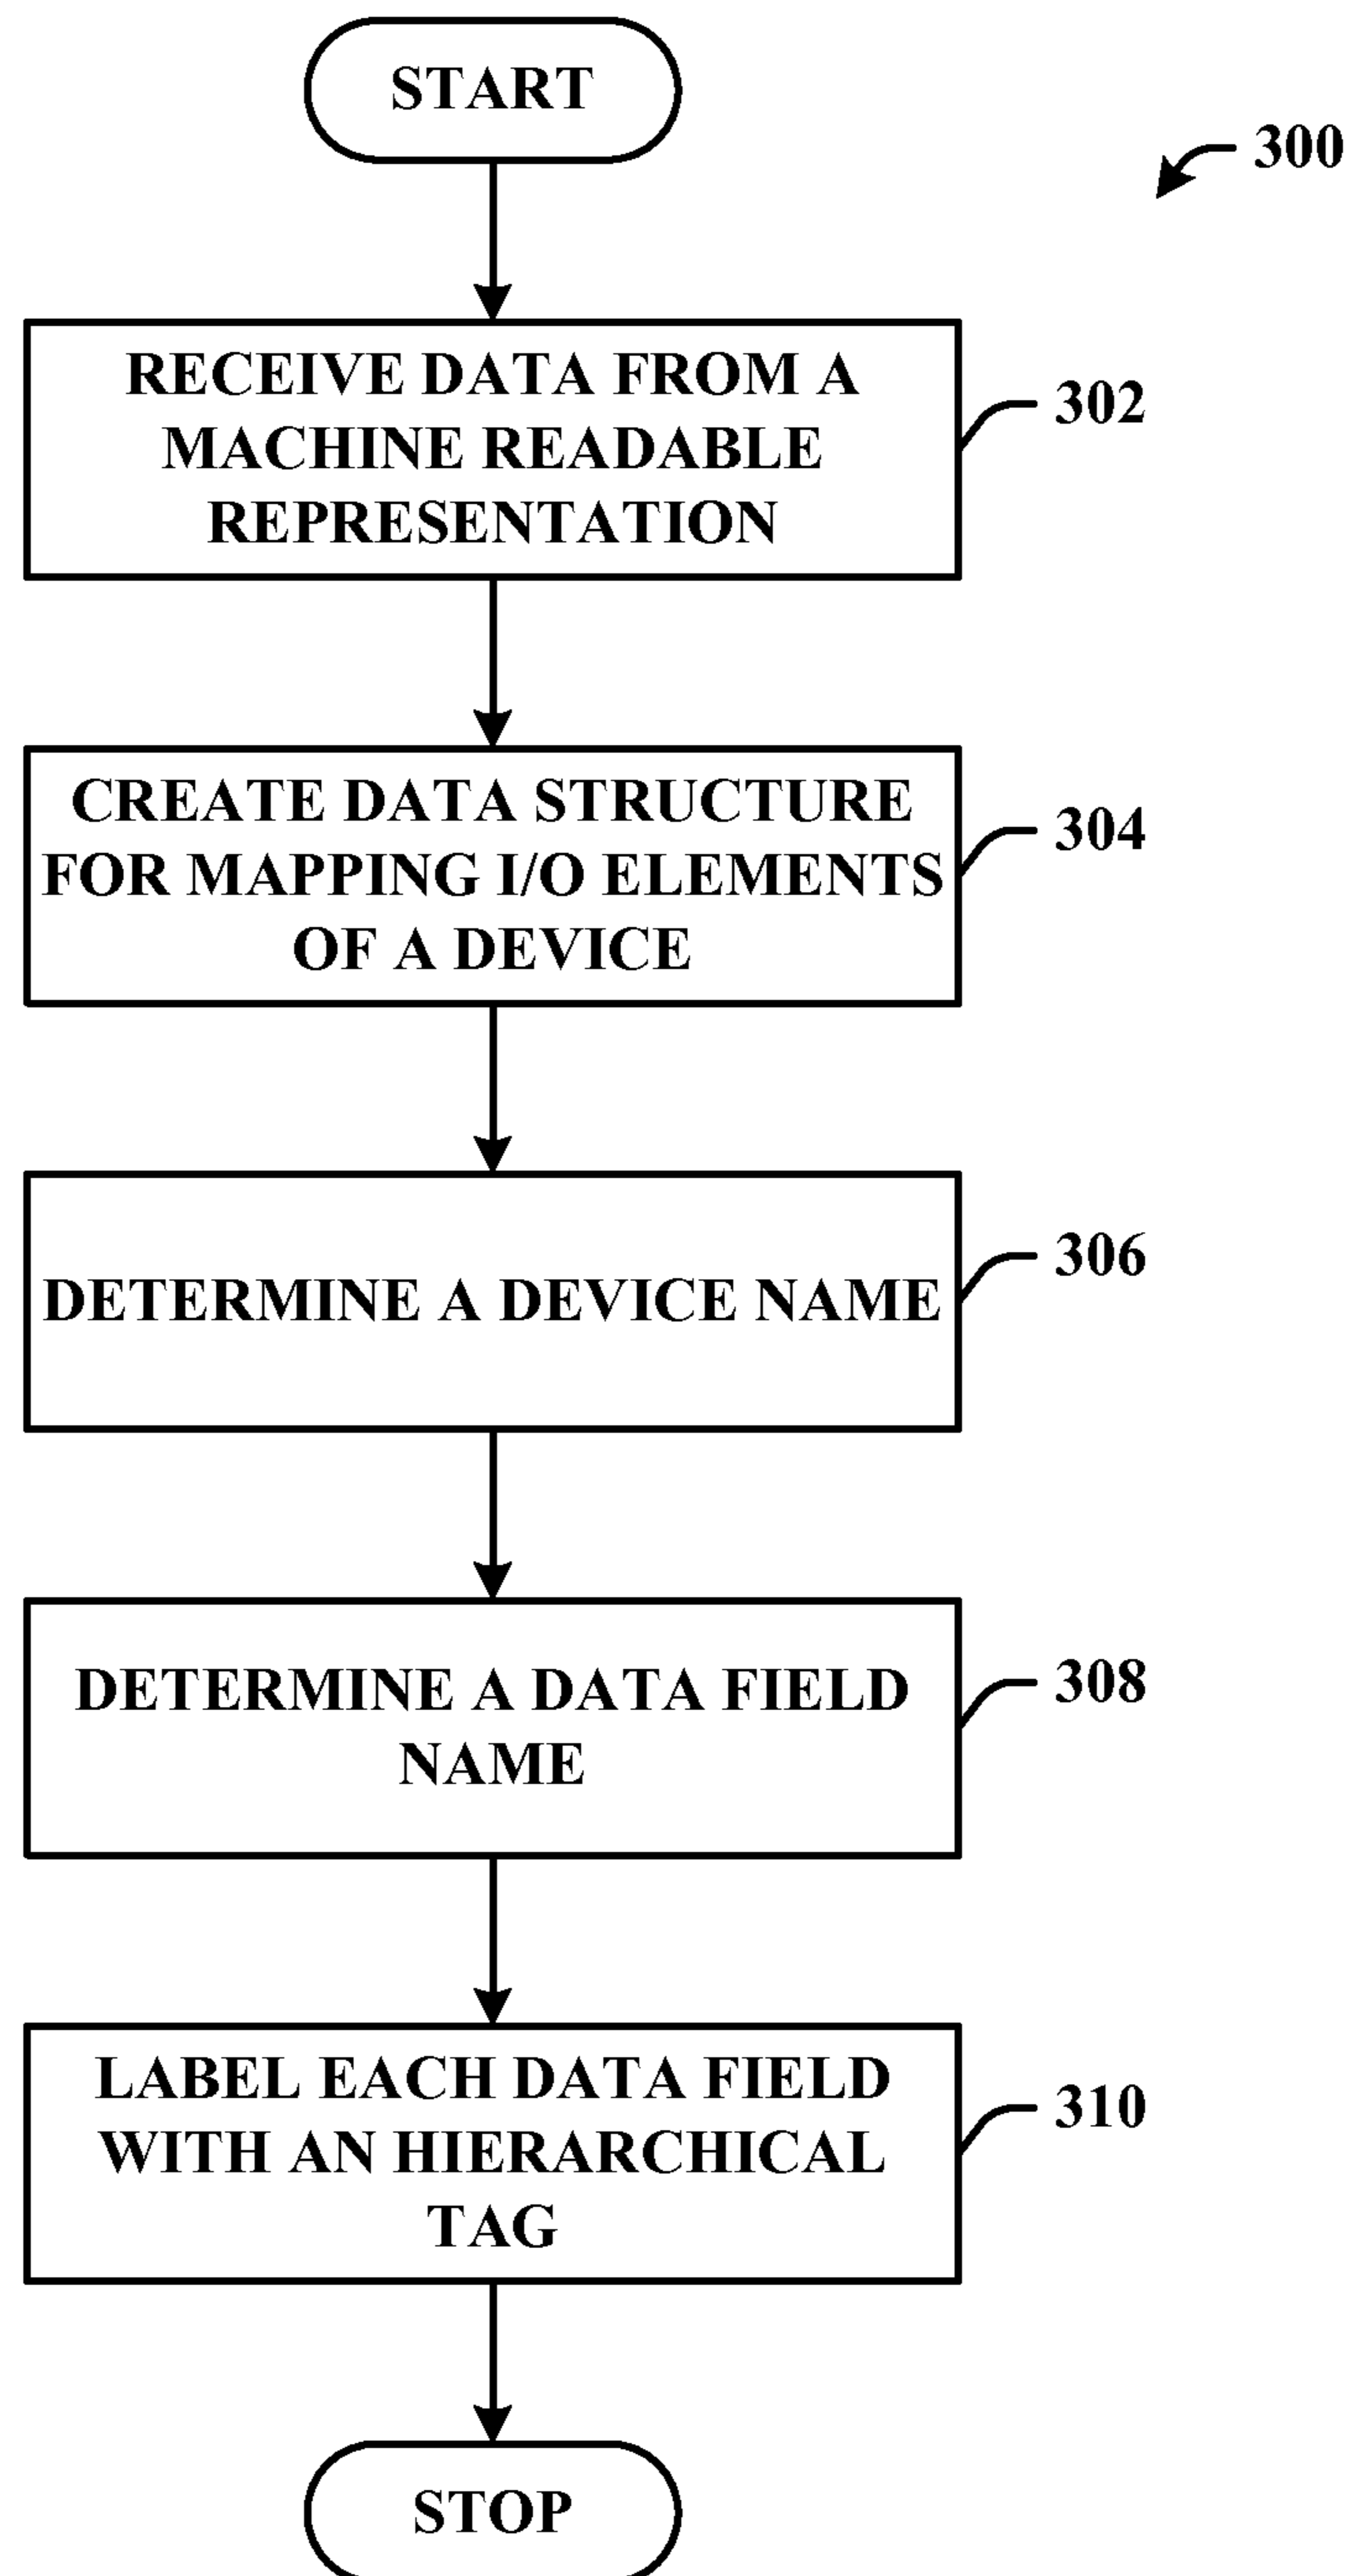 START
300
RECEIVE DATA FROM A
MACHINE READABLE
REPRESENTATION
302
CREATE DATA STRUCTURE
FOR MAPPING I/O ELEMENTS
OF A DEVICE
304
DETERMINE A DEVICE NAME
306
DETERMINE A DATA FIELD
NAME
308
LABEL EACH DATA FIELD
WITH AN HIERARCHICAL
TAG
310
STOP